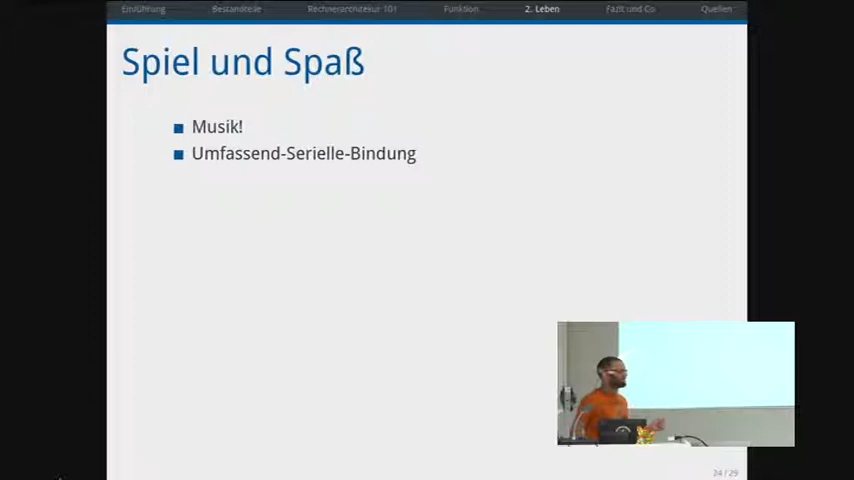 Einführung Bestandteile Rechnerarchitektur 101 Funktion 2. Leben Fazit und Co Quellen
Spiel und Spaß
Musik!
Umfassend-Serielle-Bindung
24 / 29